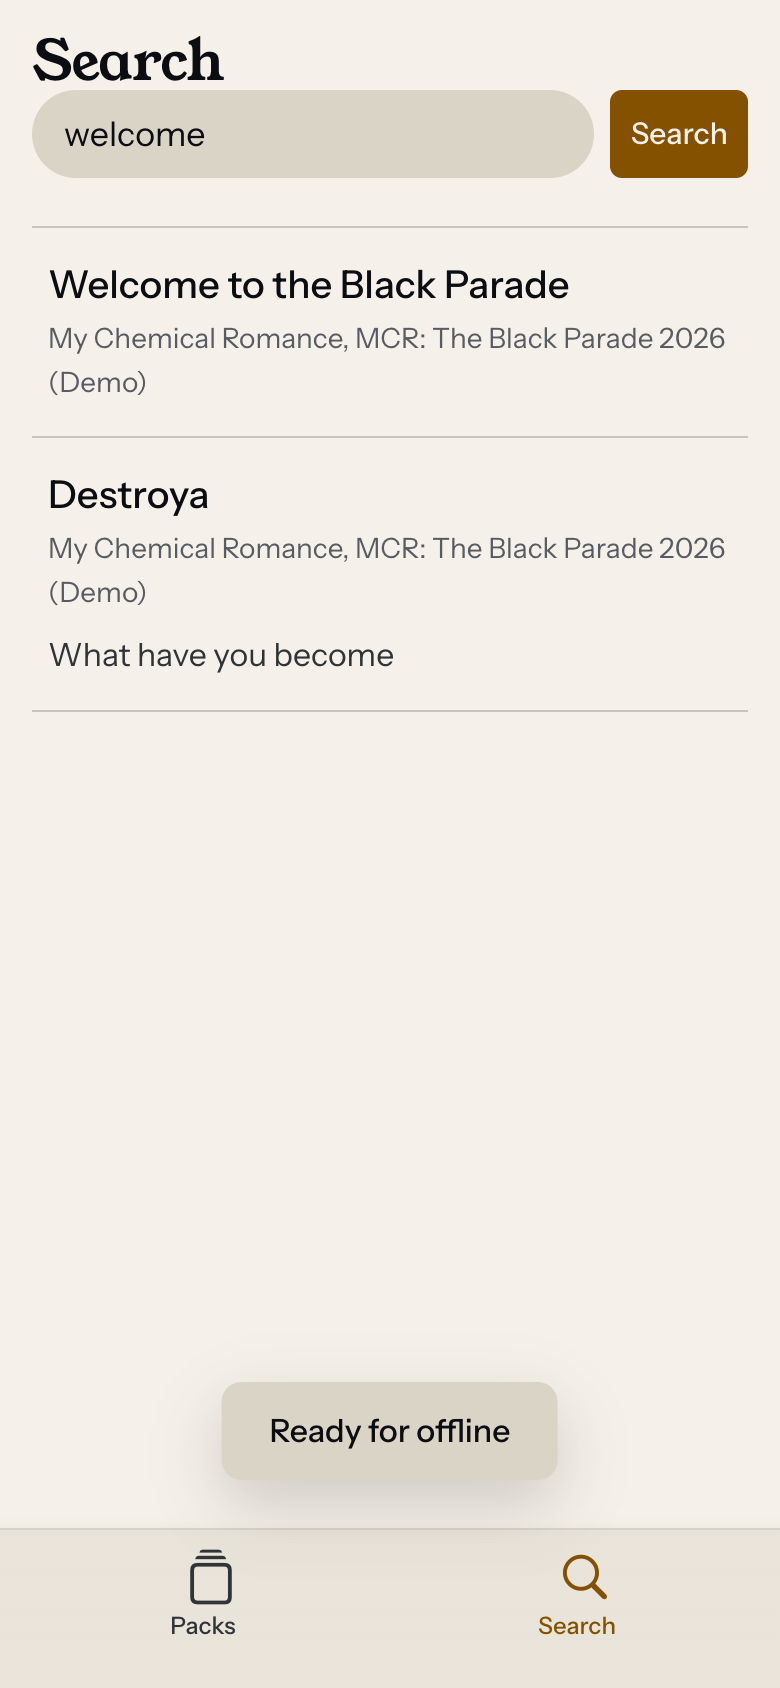 Search
welcome
Search
Welcome to the Black Parade
My Chemical Romance, MCR: The Black Parade 2026
(Demo)
Destroya
My Chemical Romance, MCR: The Black Parade 2026
(Demo)
What have you become
Ready for offline
Packs
Search